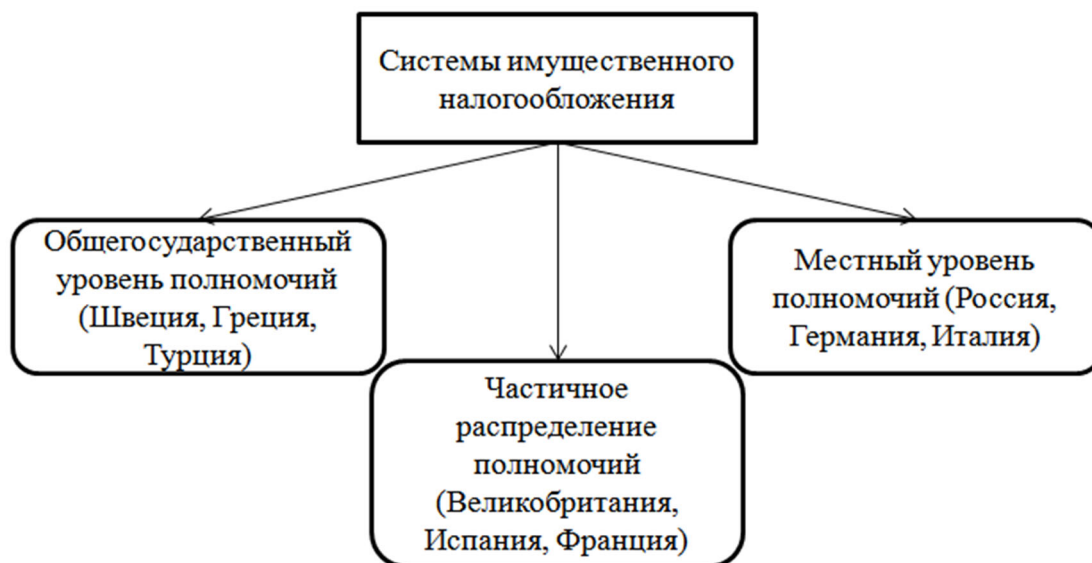 Системы имущественного
налогообложения
Общегосударственный
уровень полномочий
(Швеция, Греция,
Турция)
Частичное
распределение
полномочий
(Великобритания,
Испания, Франция)
Местный уровень
полномочий (Россия,
Германия, Италия)